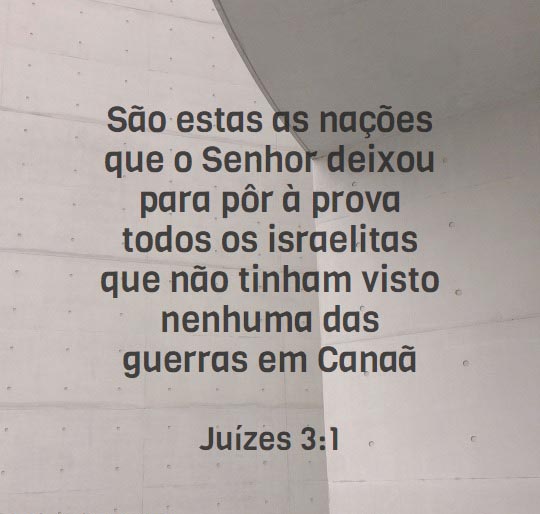 São estas as nações
que o Senhor deixou
para pôr à prova
todos os israelitas
que não tinham visto
nenhuma das
guerras em Canaã
Juízes 3:1